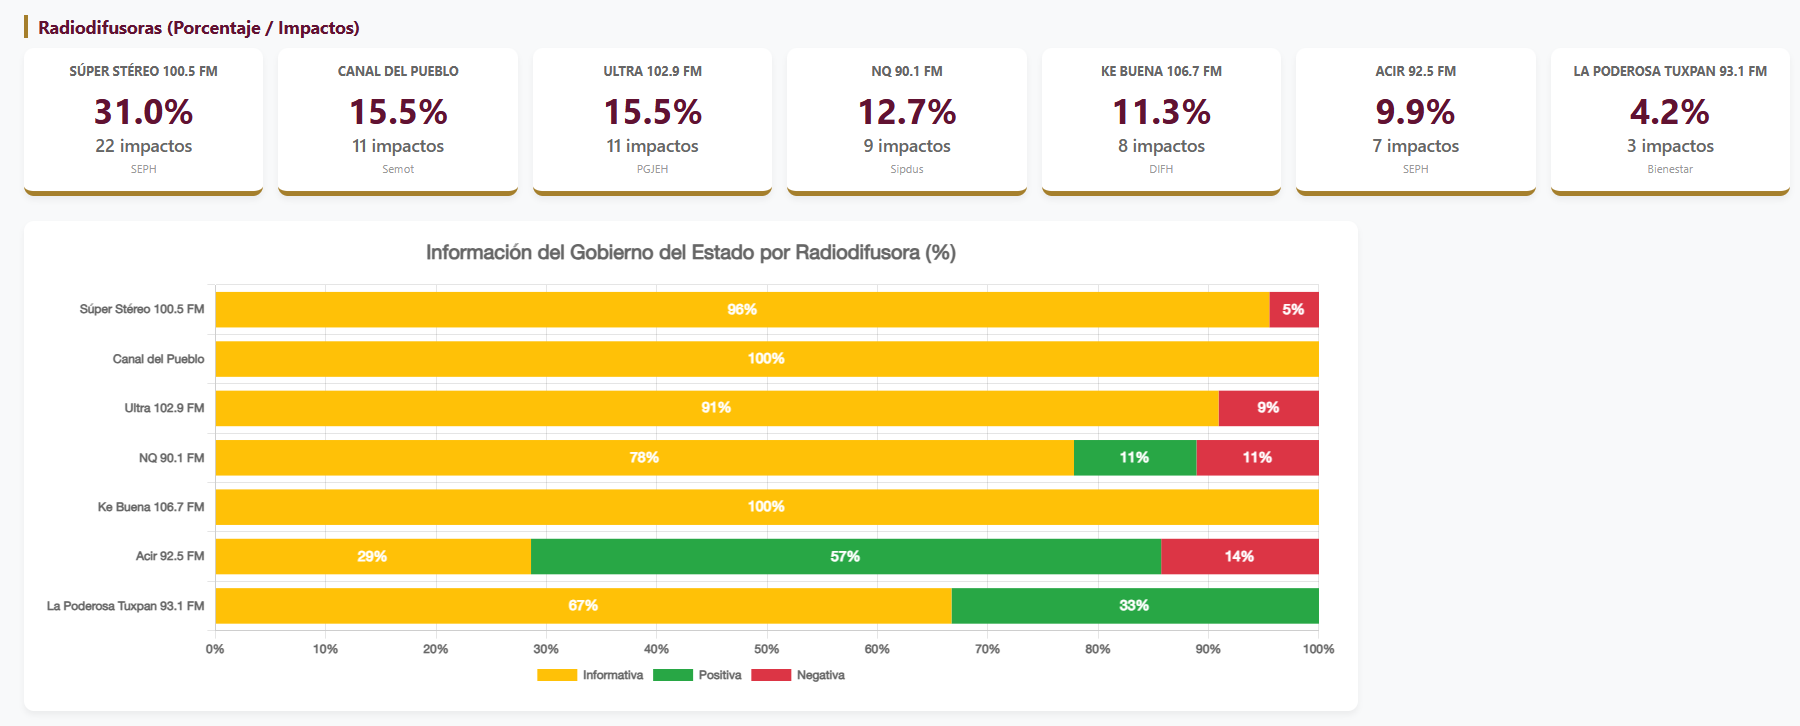 Radiodifusoras (Porcentaje / Impactos)
SÚPER STÉREO 100.5 FM
31.0%
22 impactos
SEPH
CANAL DEL PUEBLO
15.5%
11 impactos
Semot
ULTRA 102.9 FM
15.5%
11 impactos
PGJEH
NQ 90.1 FM
12.7%
9 impactos
Sipdus
KE BUENA 106.7 FM
11.3%
8 impactos
DIFH
ACIR 92.5 FM
9.9%
7 impactos
SEPH
LA PODEROSA TUXPAN 93.1 FM
4.2%
3 impactos
Bienestar
Información del Gobierno del Estado por Radiodifusora (%)
Súper Stéreo 100.5 FM 96% 5%
Canal del Pueblo 100%
Ultra 102.9 FM 91% 9%
NQ 90.1 FM 78% 11% 11%
Ke Buena 106.7 FM 100%
Acir 92.5 FM 29% 57% 14%
La Poderosa Tuxpan 93.1 FM 67% 33%
0% 10% 20% 30% 40% 50% 60% 70% 80% 90% 100%
Informativa Positiva Negativa